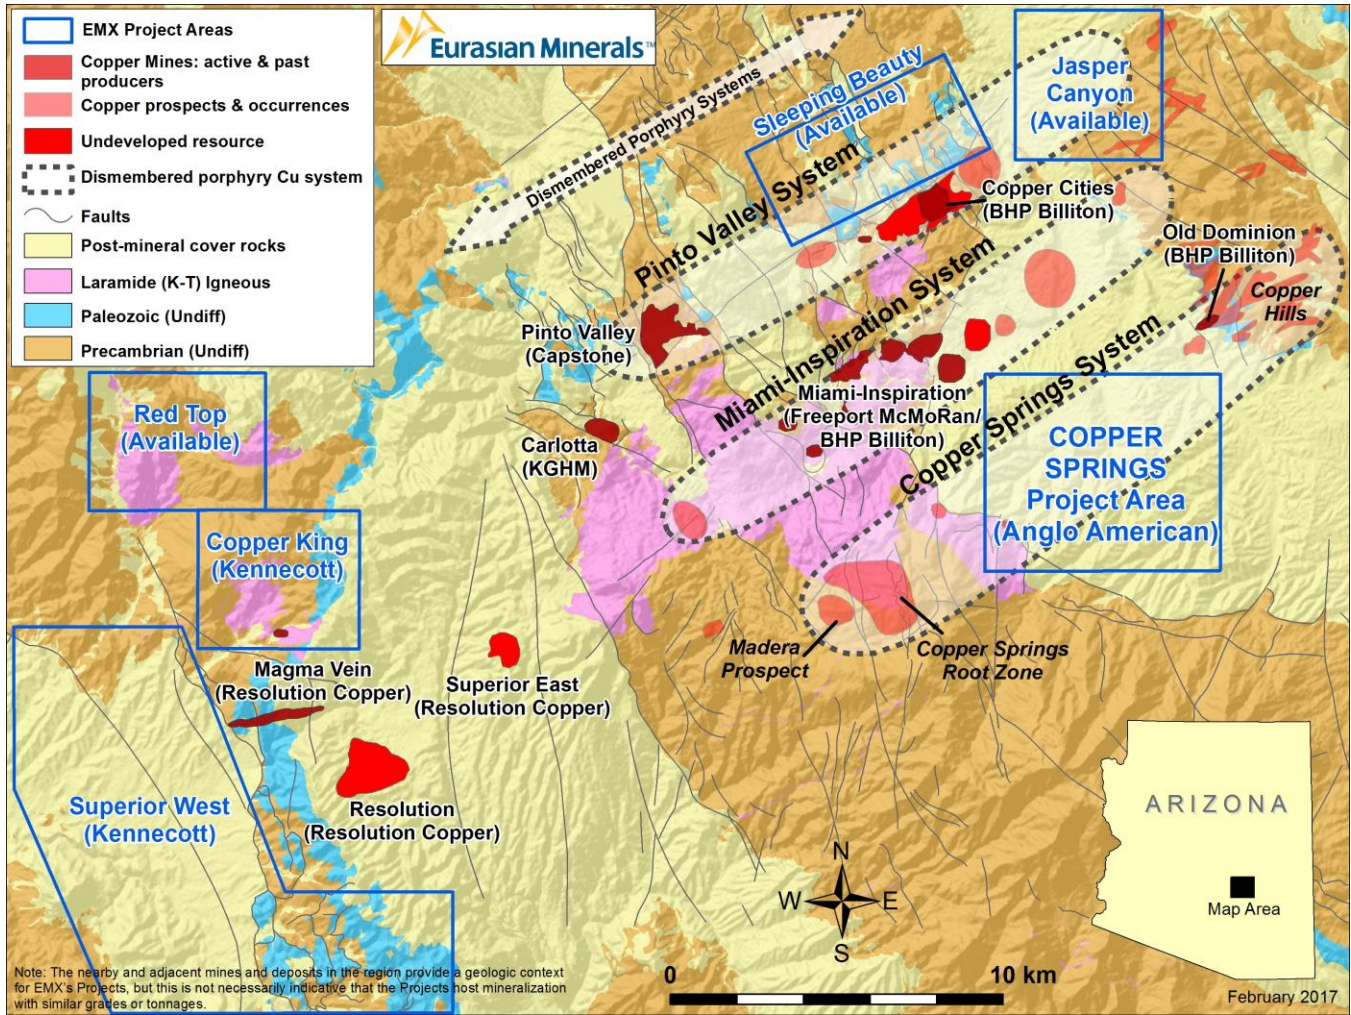 EMX Project Areas
Copper Mines: active & past
producers
Copper prospects & occurrences
Undeveloped resource
Dismembered porphyry Cu system
Faults
Post-mineral cover rocks
Laramide (K-T) Igneous
Paleozoic (Undiff)
Precambrian (Undiff)
Eurasian Minerals™
Dismembered Porphyry Systems
Sleeping Beauty
(Available)
Jasper
Canyon
(Available)
Pinto Valley System
Copper Cities
(BHP Billiton)
Old Dominion
(BHP Billiton)
Copper
Hills
Pinto Valley
(Capstone)
Miami-Inspiration System
Miami-Inspiration
(Freeport McMoRan/
BHP Billiton)
Copper Springs System
Red Top
(Available)
Carlotta
(KGHM)
COPPER
SPRINGS
Project Area
(Anglo American)
Copper King
(Kennecott)
Madera
Prospect
Copper Springs
Root Zone
Magma Vein
(Resolution Copper)
Superior East
(Resolution Copper)
Superior West
(Kennecott)
Resolution
(Resolution Copper)
ARIZONA
Map Area
N
W E
S
0 10 km
Note: The nearby and adjacent mines and deposits in the region provide a geologic context
for EMX's Projects, but this is not necessarily indicative that the Projects host mineralization
with similar grades or tonnages.
February 2017